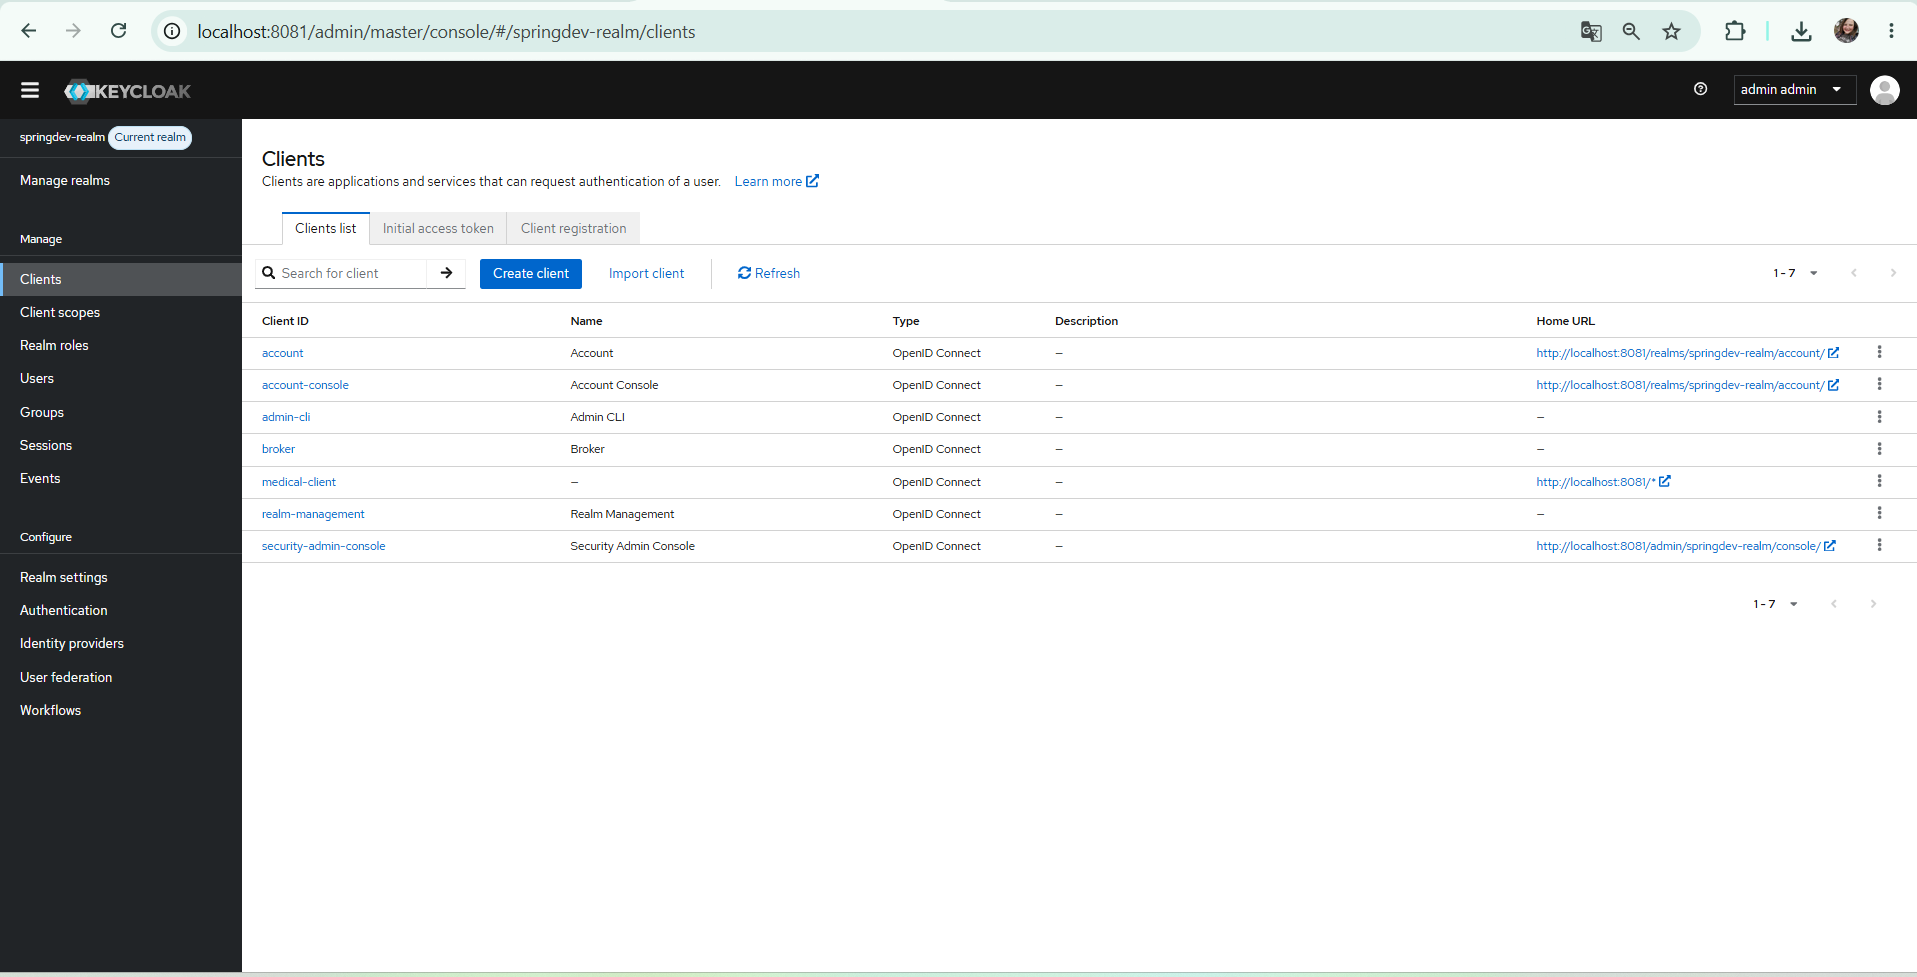 localhost:8081/admin/master/console/#/springdev-realm/clients
KEYCLOAK
admin admin
springdev-realm Current realm
Manage realms
Manage
Clients
Client scopes
Realm roles
Users
Groups
Sessions
Events
Configure
Realm settings
Authentication
Identity providers
User federation
Workflows
Clients
Clients are applications and services that can request authentication of a user. Learn more
Clients list Initial access token Client registration
Search for client Create client Import client Refresh 1 - 7
Client ID Name Type Description Home URL
account Account OpenID Connect – http://localhost:8081/realms/springdev-realm/account/
account-console Account Console OpenID Connect – http://localhost:8081/realms/springdev-realm/account/
admin-cli Admin CLI OpenID Connect – –
broker Broker OpenID Connect – –
medical-client – OpenID Connect – http://localhost:8081/*
realm-management Realm Management OpenID Connect – –
security-admin-console Security Admin Console OpenID Connect – http://localhost:8081/admin/springdev-realm/console/
1 - 7